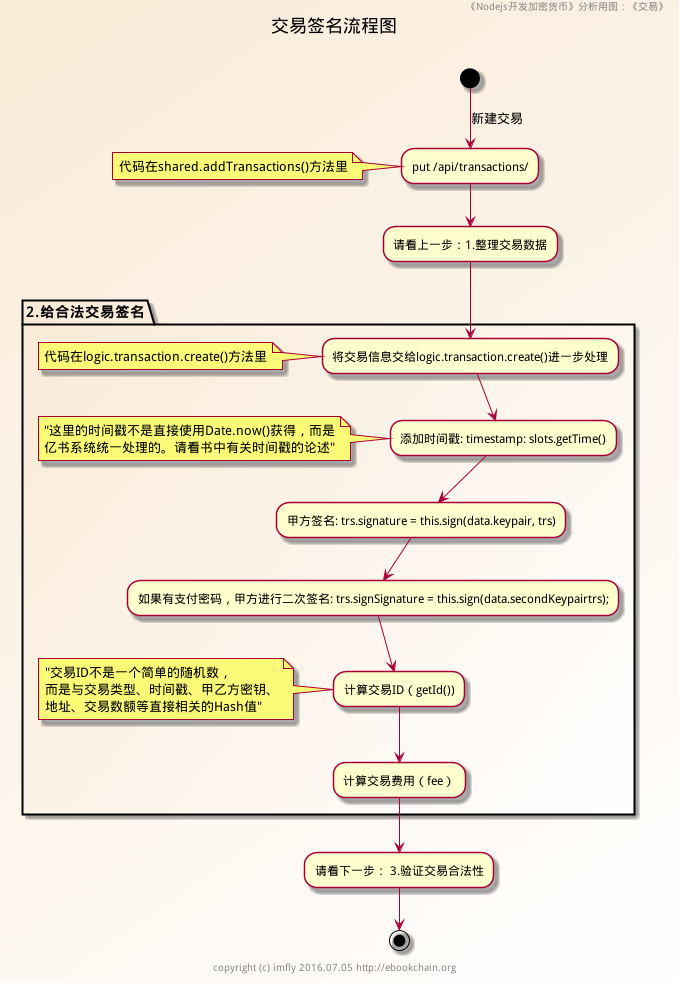 《Nodejs开发加密货币》分析用图：《交易》
交易签名流程图
新建交易
代码在shared.addTransactions()方法里
put /api/transactions/
请看上一步：1.整理交易数据
2.给合法交易签名
代码在logic.transaction.create()方法里
将交易信息交给logic.transaction.create()进一步处理
"这里的时间戳不是直接使用Date.now()获得，而是
亿书系统统一处理的。请看书中有关时间戳的论述"
添加时间戳: timestamp: slots.getTime()
甲方签名: trs.signature = this.sign(data.keypair, trs)
如果有支付密码，甲方进行二次签名: trs.signSignature = this.sign(data.secondKeypairtrs);
"交易ID不是一个简单的随机数，
而是与交易类型、时间戳、甲乙方密钥、
地址、交易数额等直接相关的Hash值"
计算交易ID（getId())
计算交易费用（fee）
请看下一步： 3.验证交易合法性
copyright (c) imfly 2016.07.05 http://ebookchain.org